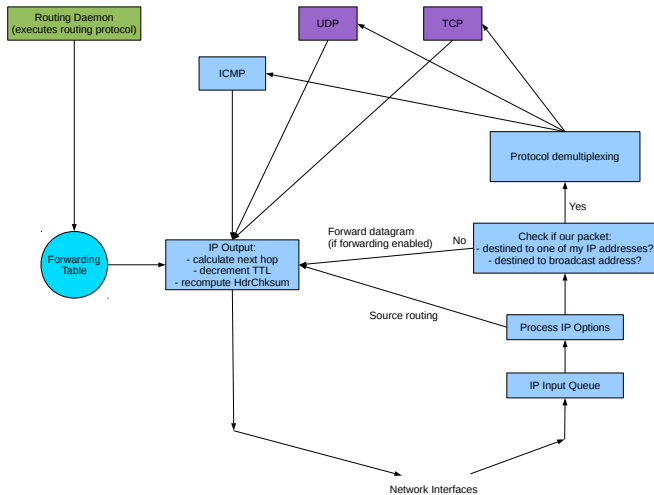 Routing Daemon
(executes routing protocol)
UDP
TCP
ICMP
Protocol demultiplexing
Yes
Forward datagram
(if forwarding enabled)
No
Check if our packet:
- destined to one of my IP addresses?
- destined to broadcast address?
Forwarding
Table
IP Output:
- calculate next hop
- decrement TTL
- recompute HdrChksum
Source routing
Process IP Options
IP Input Queue
Network Interfaces